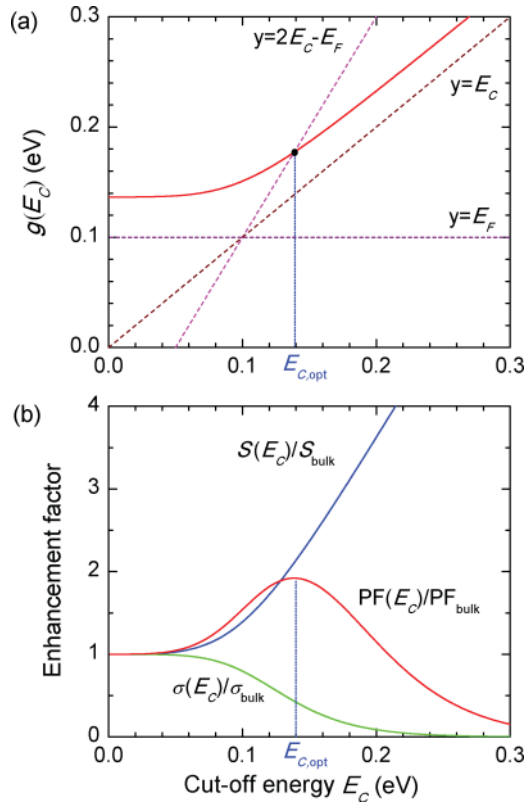 (a)
0.3
y=2E_C-E_F
y=E_C
0.2
g(E_C) (eV)
0.1
y=E_F
0.0
0.0 0.1 0.2 0.3
E_C,opt
(b)
4
S(E_C)/S_bulk
3
Enhancement factor
2
PF(E_C)/PF_bulk
1
σ(E_C)/σ_bulk
0
0.0 0.1 0.2 0.3
E_C,opt
Cut-off energy E_C (eV)